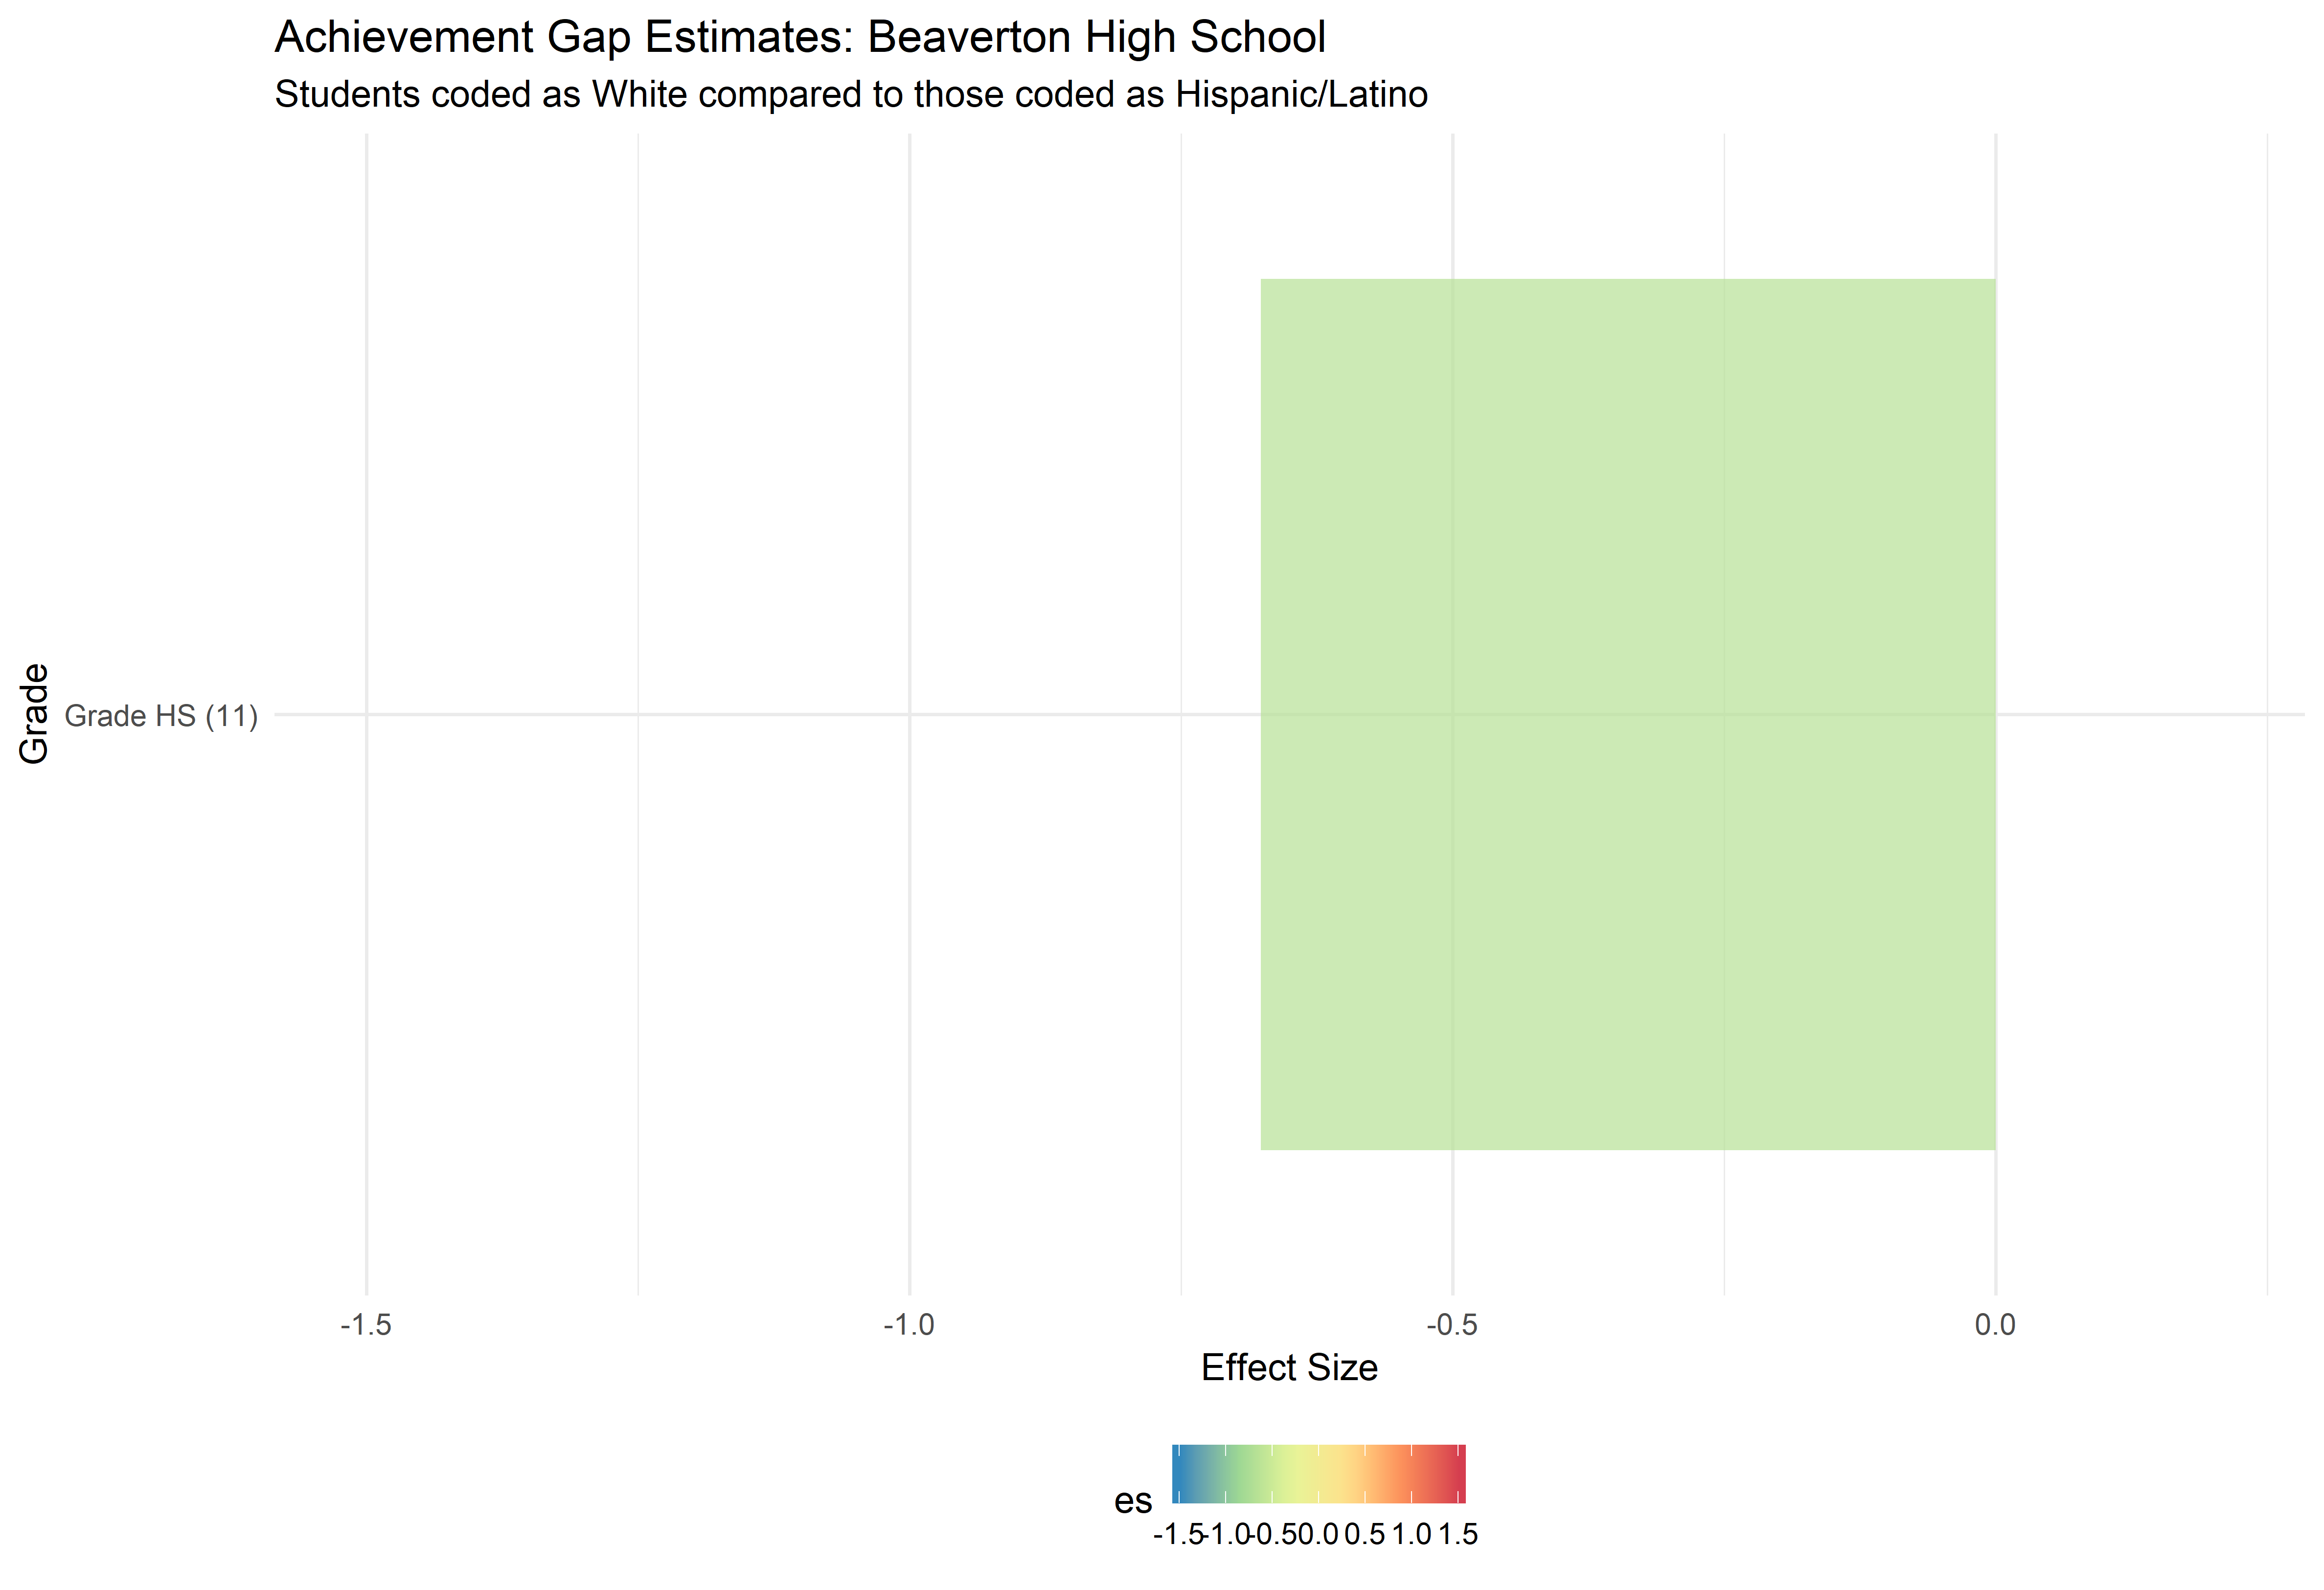 Achievement Gap Estimates: Beaverton High School
Students coded as White compared to those coded as Hispanic/Latino
Grade
Grade HS (11)
-1.5 -1.0 -0.5 0.0
Effect Size
es
-1.5 -1.0 -0.5 0.0 0.5 1.0 1.5